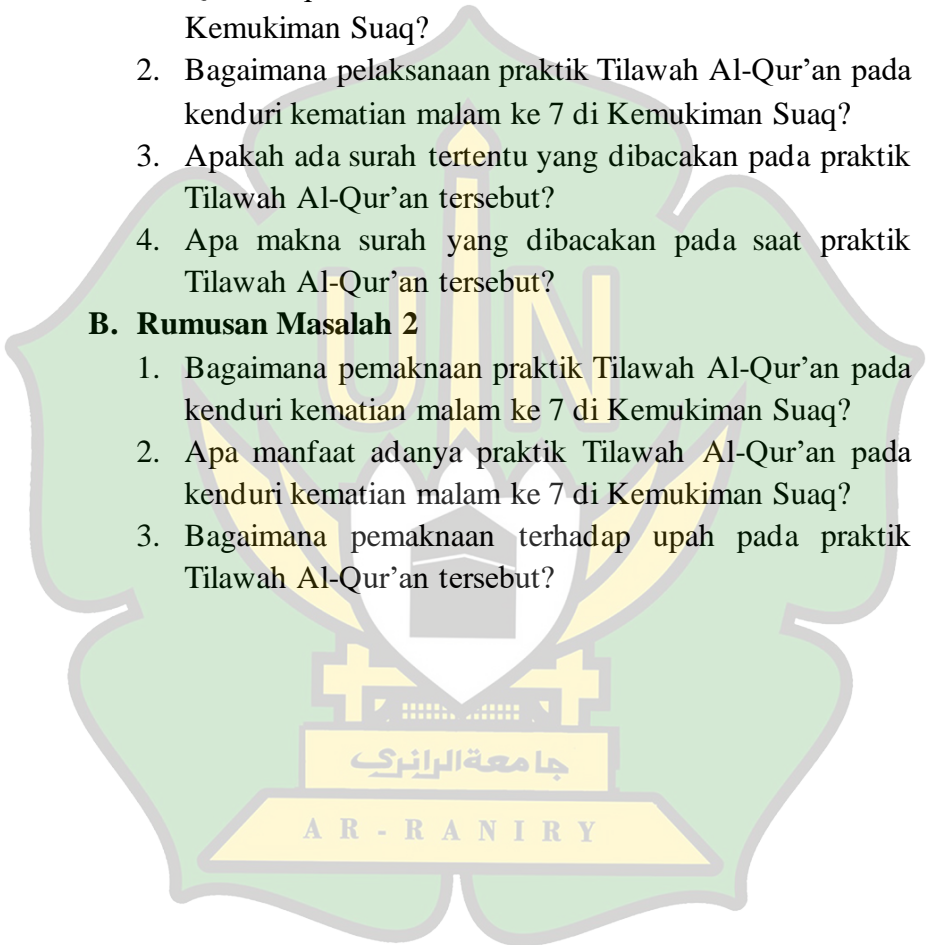 Kemukiman Suaq?
2. Bagaimana pelaksanaan praktik Tilawah Al-Qur’an pada
kenduri kematian malam ke 7 di Kemukiman Suaq?
3. Apakah ada surah tertentu yang dibacakan pada praktik
Tilawah Al-Qur’an tersebut?
4. Apa makna surah yang dibacakan pada saat praktik
Tilawah Al-Qur’an tersebut?
B. Rumusan Masalah 2
1. Bagaimana pemaknaan praktik Tilawah Al-Qur’an pada
kenduri kematian malam ke 7 di Kemukiman Suaq?
2. Apa manfaat adanya praktik Tilawah Al-Qur’an pada
kenduri kematian malam ke 7 di Kemukiman Suaq?
3. Bagaimana pemaknaan terhadap upah pada praktik
Tilawah Al-Qur’an tersebut?
UIN
جامعة الرانري
AR-RANIRY